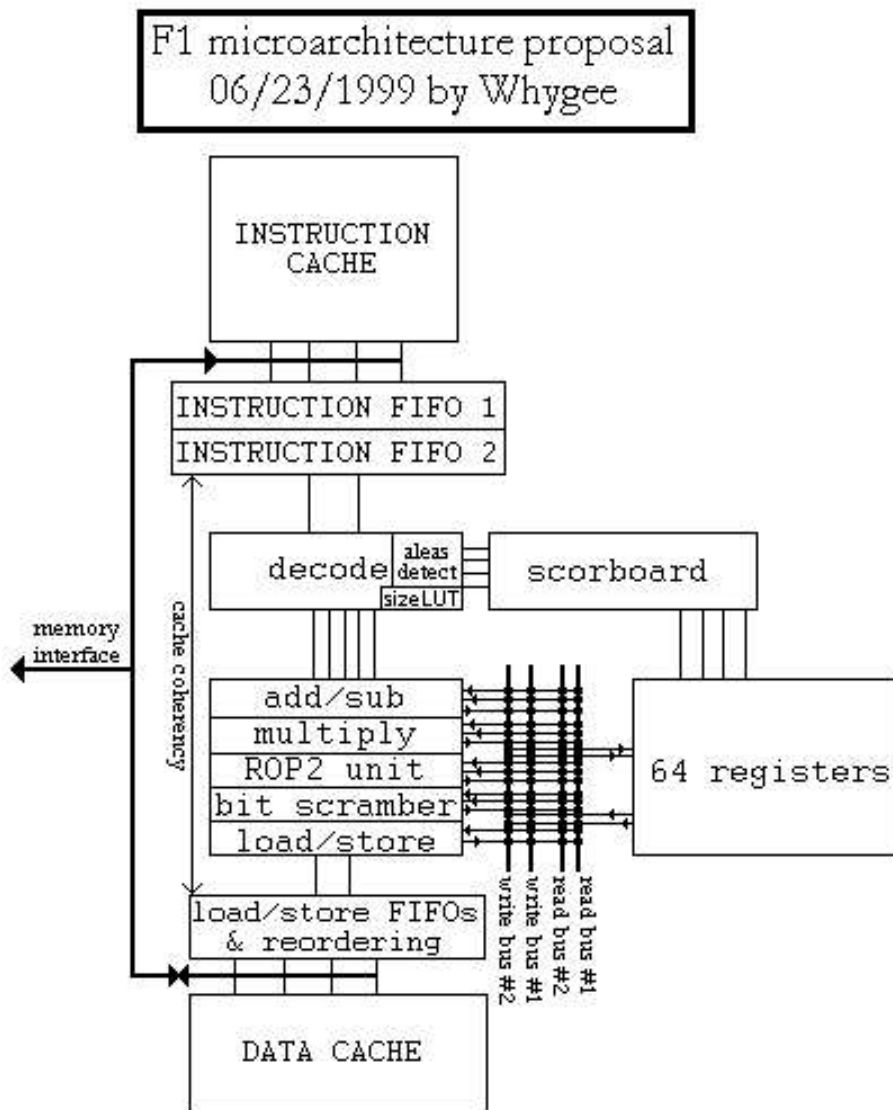 F1 microarchitecture proposal
06/23/1999 by Whygee
INSTRUCTION
CACHE
INSTRUCTION FIFO 1
INSTRUCTION FIFO 2
decode
aleas
detect
sizeLUT
scorboard
cache coherency
memory
interface
add/sub
multiply
ROP2 unit
bit scramber
load/store
64 registers
write bus #2
write bus #1
read bus #2
read bus #1
load/store FIFOs
& reordering
DATA CACHE